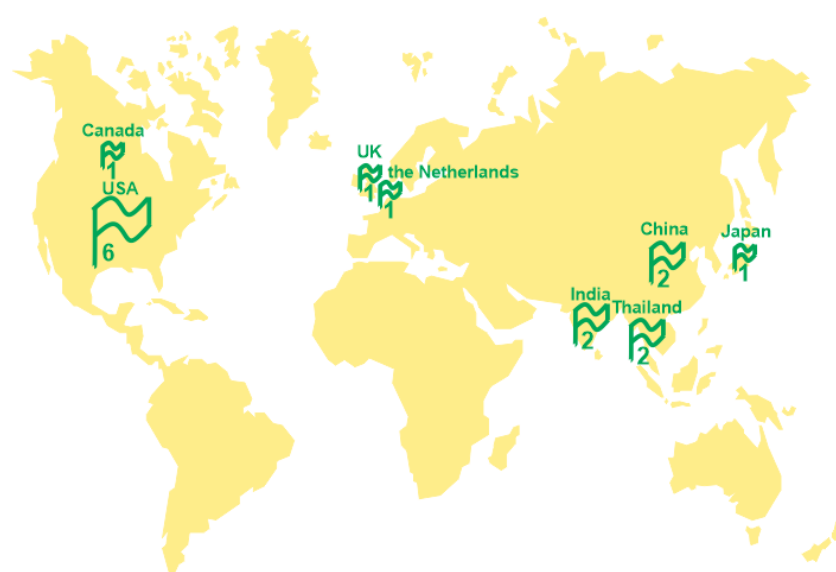 Canada
1
USA
6
UK
1
the Netherlands
1
China
2
Japan
1
India
2
Thailand
2